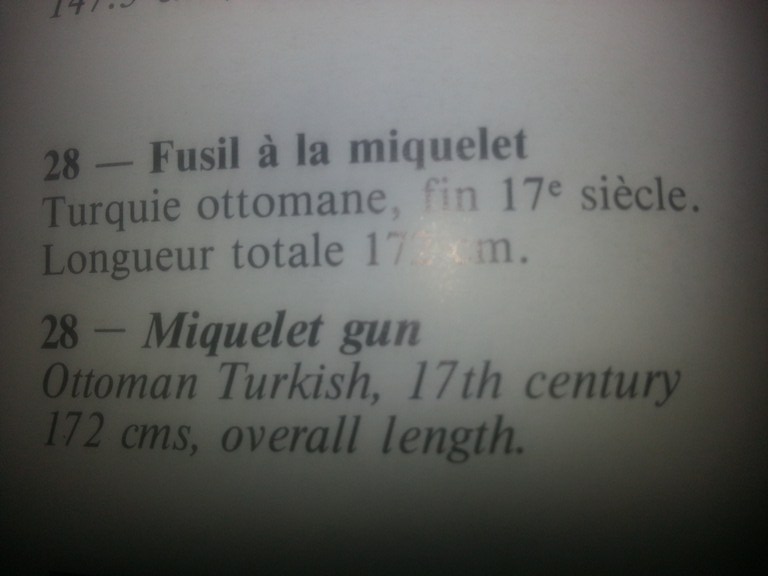 28 — Fusil à la miquelet
Turquie ottomane, fin 17e siècle.
Longueur totale
28 — Miquelet gun
Ottoman Turkish, 17th century
172 cms, overall length.